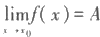 lim f(x) = A
x→x₀